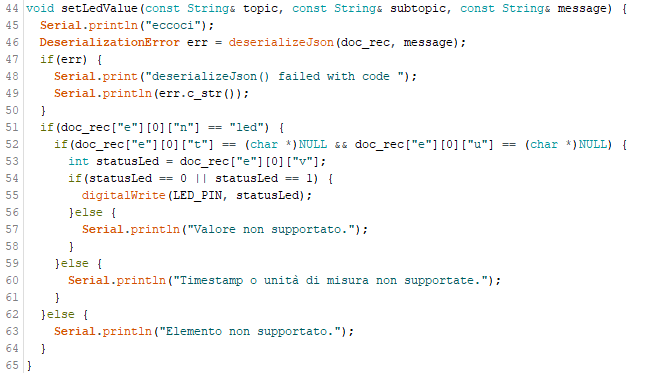 44 void setLedValue(const String& topic, const String& subtopic, const String& message) {
45   Serial.println("eccoci");
46   DeserializationError err = deserializeJson(doc_rec, message);
47   if(err) {
48     Serial.print("deserializeJson() failed with code ");
49     Serial.println(err.c_str());
50   }
51   if(doc_rec["e"][0]["n"] == "led") {
52     if(doc_rec["e"][0]["t"] == (char *)NULL && doc_rec["e"][0]["u"] == (char *)NULL) {
53       int statusLed = doc_rec["e"][0]["v"];
54       if(statusLed == 0 || statusLed == 1) {
55         digitalWrite(LED_PIN, statusLed);
56       }else {
57         Serial.println("Valore non supportato.");
58       }
59     }else {
60       Serial.println("Timestamp o unità di misura non supportate.");
61     }
62   }else {
63     Serial.println("Elemento non supportato.");
64   }
65 }